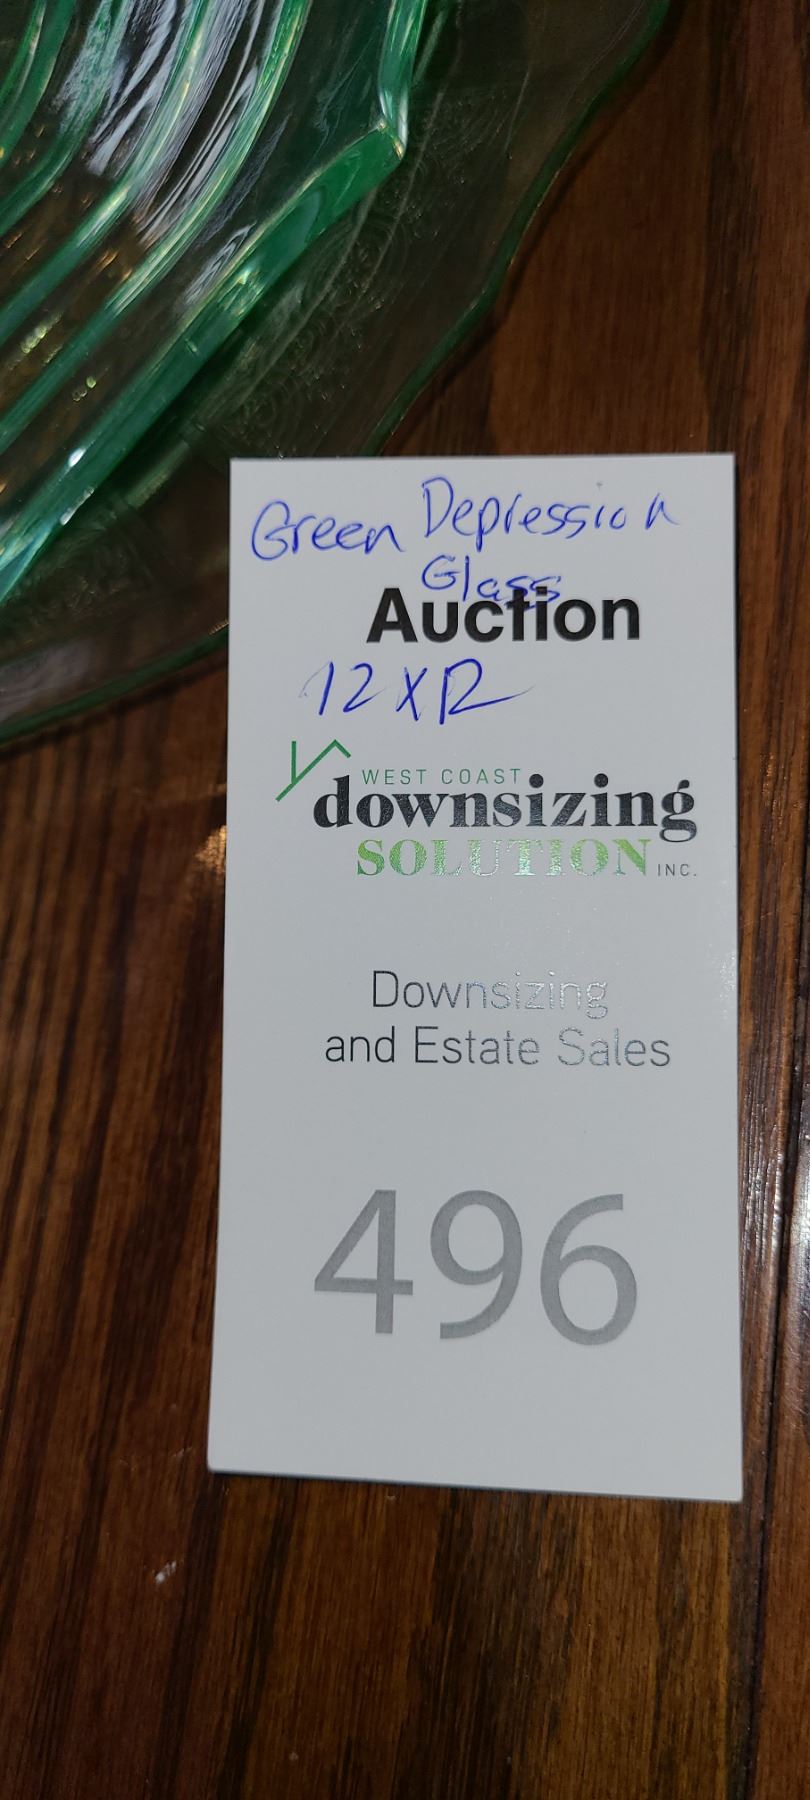 Green Depression
Glass
Auction
12 X 12
WEST COAST
downsizing
SOLUTION INC.
Downsizing
and Estate Sales
496